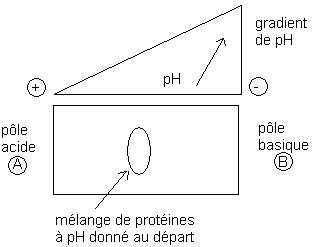 gradient
de pH
pH
+
-
pôle
acide
A
pôle
basique
B
mélange de protéines
à pH donné au départ